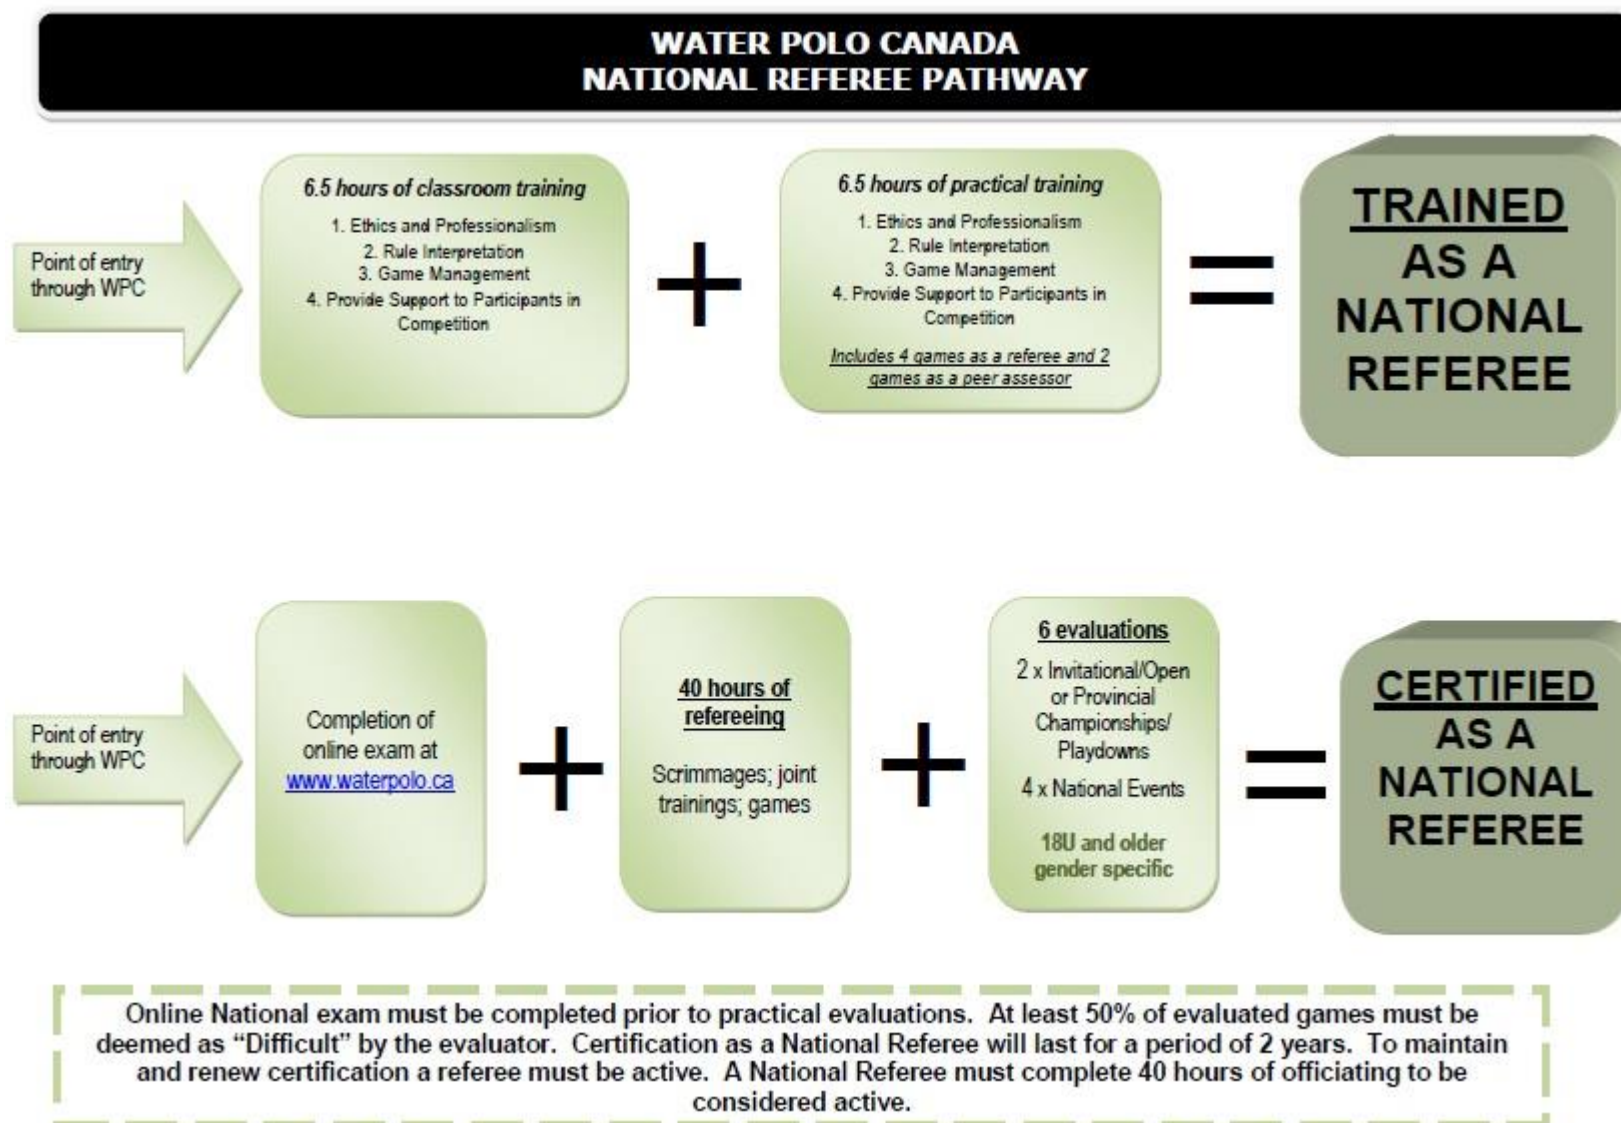 WATER POLO CANADA
NATIONAL REFEREE PATHWAY
Point of entry
through WPC
6.5 hours of classroom training
1. Ethics and Professionalism
2. Rule Interpretation
3. Game Management
4. Provide Support to Participants in
Competition
+
6.5 hours of practical training
1. Ethics and Professionalism
2. Rule Interpretation
3. Game Management
4. Provide Support to Participants in
Competition
Includes 4 games as a referee and 2
games as a peer assessor
=
TRAINED
AS A
NATIONAL
REFEREE
Point of entry
through WPC
Completion of
online exam at
www.waterpolo.ca
+
40 hours of
refereeing
Scrimmages; joint
trainings; games
+
6 evaluations
2 x Invitational/Open
or Provincial
Championships/
Playdowns
4 x National Events
18U and older
gender specific
=
CERTIFIED
AS A
NATIONAL
REFEREE
Online National exam must be completed prior to practical evaluations.  At least 50% of evaluated games must be
deemed as “Difficult” by the evaluator.  Certification as a National Referee will last for a period of 2 years.  To maintain
and renew certification a referee must be active.  A National Referee must complete 40 hours of officiating to be
considered active.